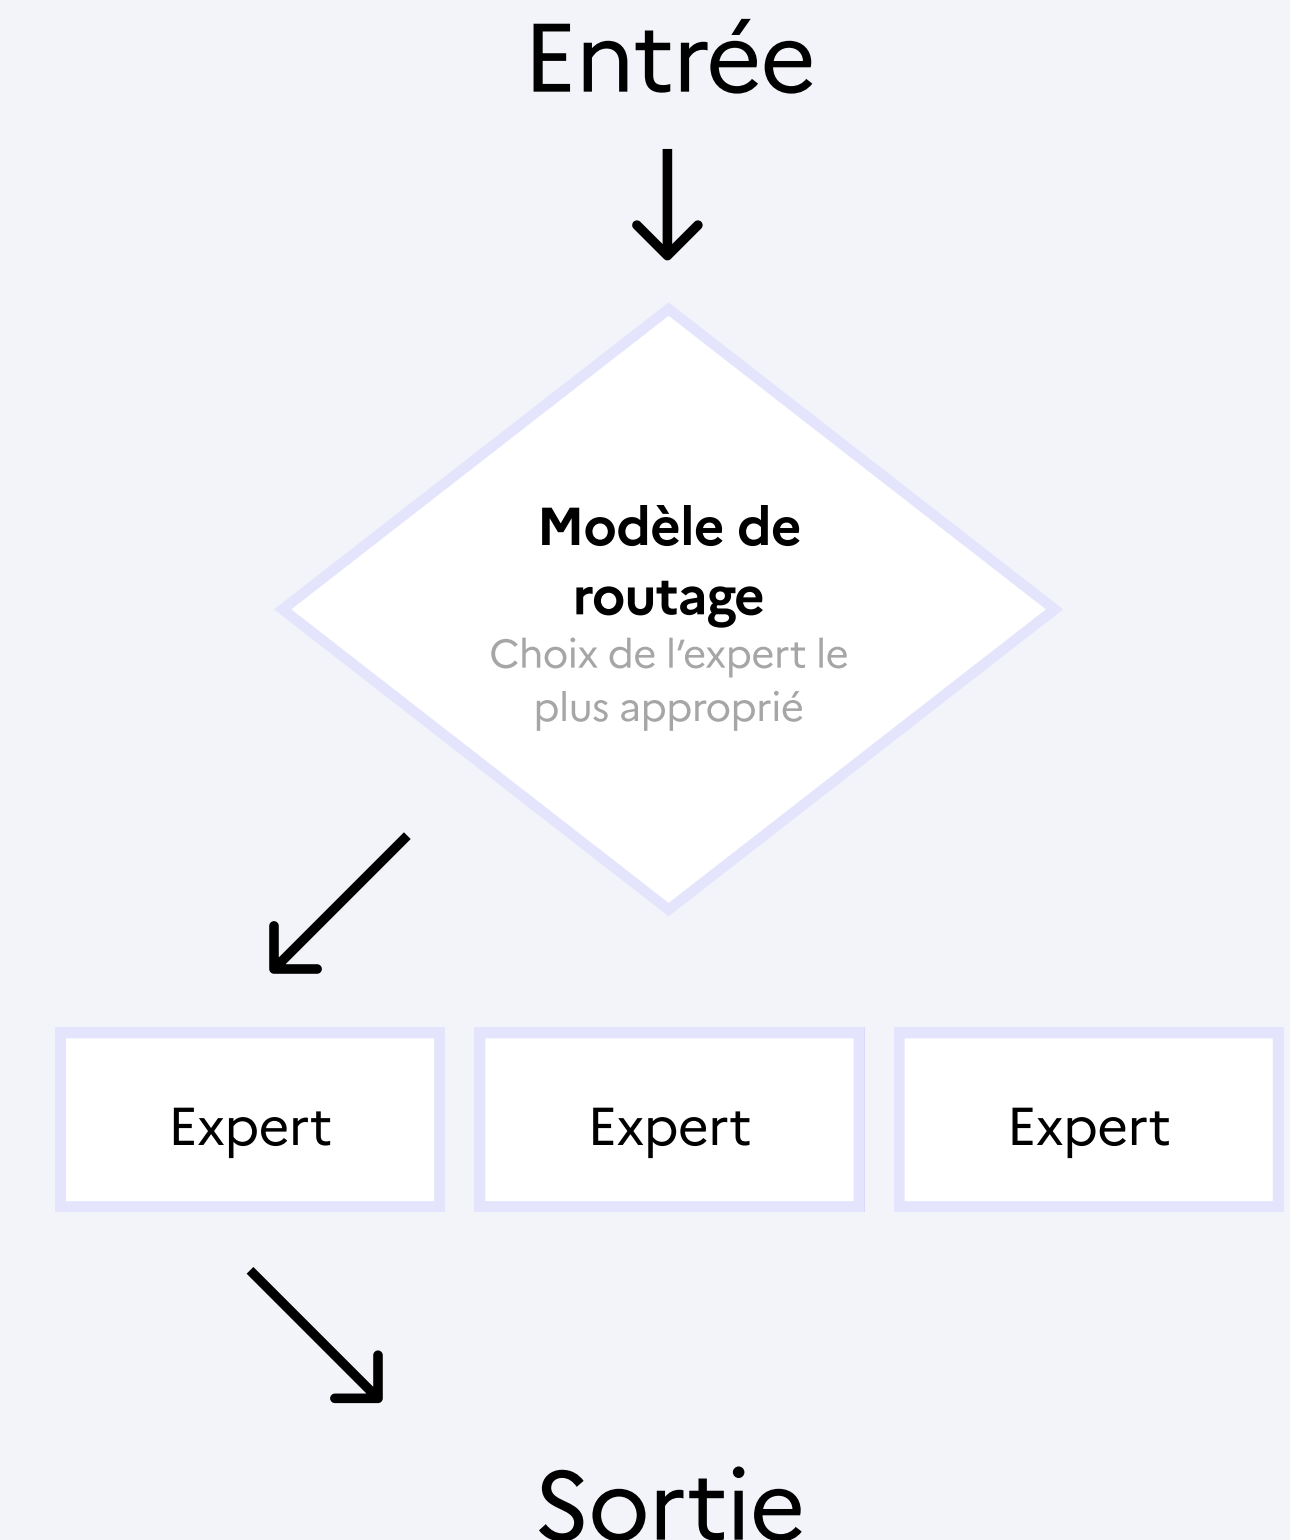 Entrée
Modèle de
routage
Choix de l’expert le
plus approprié
Expert
Expert
Expert
Sortie